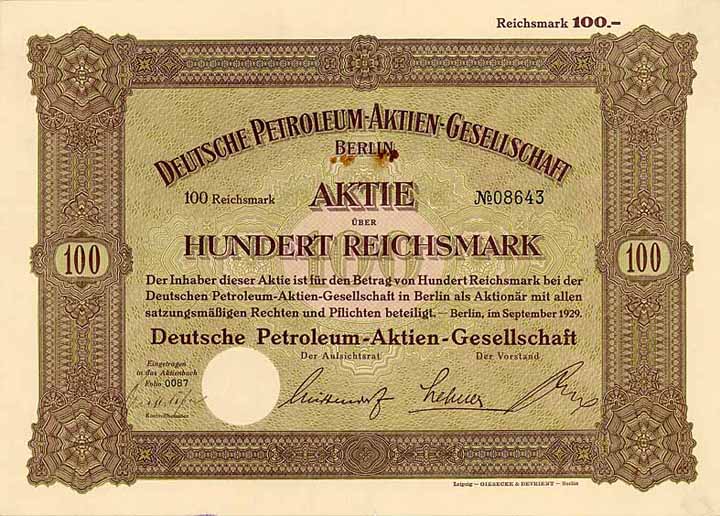 Reichsmark 100.-
DEUTSCHE PETROLEUM-AKTIEN-GESELLSCHAFT
BERLIN
100 Reichsmark AKTIE №08643
ÜBER
HUNDERT REICHSMARK
100 100 100
Der Inhaber dieser Aktie ist für den Betrag von Hundert Reichsmark bei der
Deutschen Petroleum-Aktien-Gesellschaft in Berlin als Aktionär mit allen
satzungsmäßigen Rechten und Pflichten beteiligt. — Berlin, im September 1929.
Deutsche Petroleum-Aktien-Gesellschaft
Der Aufsichtsrat Der Vorstand
Eingetragen
in das Aktienbuch
Folio 0087
Kontrollbeamter
Leipzig — GIESECKE & DEVRIENT — Berlin